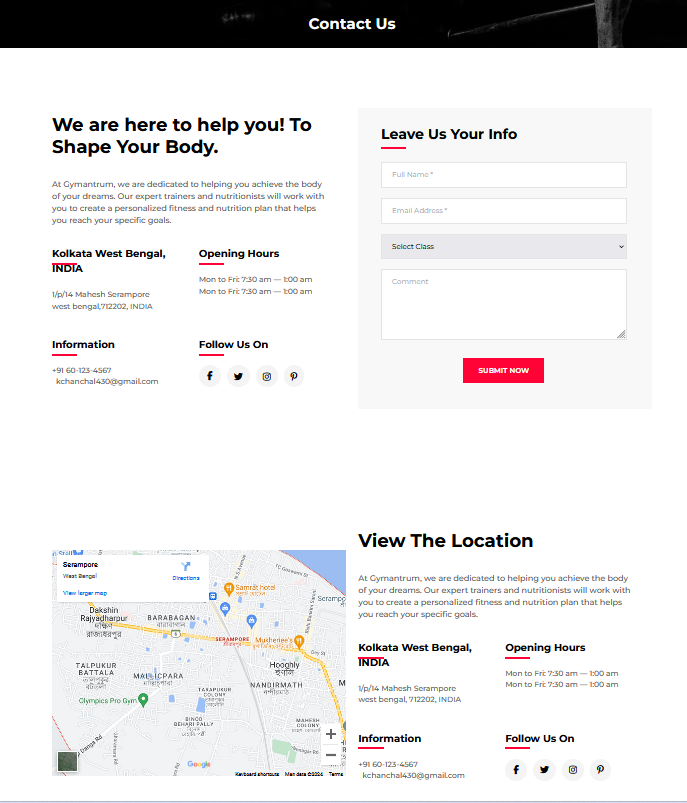 Contact Us
We are here to help you! To
Shape Your Body.
At Gymantrum, we are dedicated to helping you achieve the body
of your dreams. Our expert trainers and nutritionists will work with
you to create a personalized fitness and nutrition plan that helps
you reach your specific goals.
Kolkata West Bengal,
INDIA
1/p/14 Mahesh Serampore
west bengal,712202, INDIA
Opening Hours
Mon to Fri: 7:30 am — 1:00 am
Mon to Fri: 7:30 am — 1:00 am
Information
+91 60-123-4567
kchanchal430@gmail.com
Follow Us On
Leave Us Your Info
Full Name *
Email Address *
Select Class
Comment
SUBMIT NOW
Serampore
West Bengal
Directions
View larger map
Samrat hotel
Serampo
Dakshin
Rajyadharpur
BARABAGAN
SERAMPORE
Mukherjee's
Hooghly
হুগলি
TALPUKUR
BATTALA
MALLICPARA
NANDIRMATH
TARAPUKUR
COLONY
Olympics Pro Gym
BINOD
BEHARI PALLY
MAHESH
COLONY
Google
Keyboard shortcuts
Map data ©2024
Terms
View The Location
At Gymantrum, we are dedicated to helping you achieve the body
of your dreams. Our expert trainers and nutritionists will work with
you to create a personalized fitness and nutrition plan that helps
you reach your specific goals.
Kolkata West Bengal,
INDIA
1/p/14 Mahesh Serampore
west bengal, 712202, INDIA
Opening Hours
Mon to Fri: 7:30 am — 1:00 am
Mon to Fri: 7:30 am — 1:00 am
Information
+91 60-123-4567
kchanchal430@gmail.com
Follow Us On